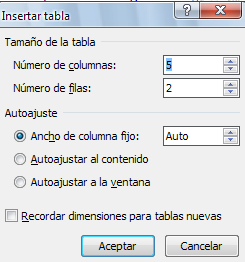 Insertar tabla
Tamaño de la tabla
Número de columnas: 5
Número de filas: 2
Autoajuste
Ancho de columna fijo: Auto
Autoajustar al contenido
Autoajustar a la ventana
Recordar dimensiones para tablas nuevas
Aceptar Cancelar